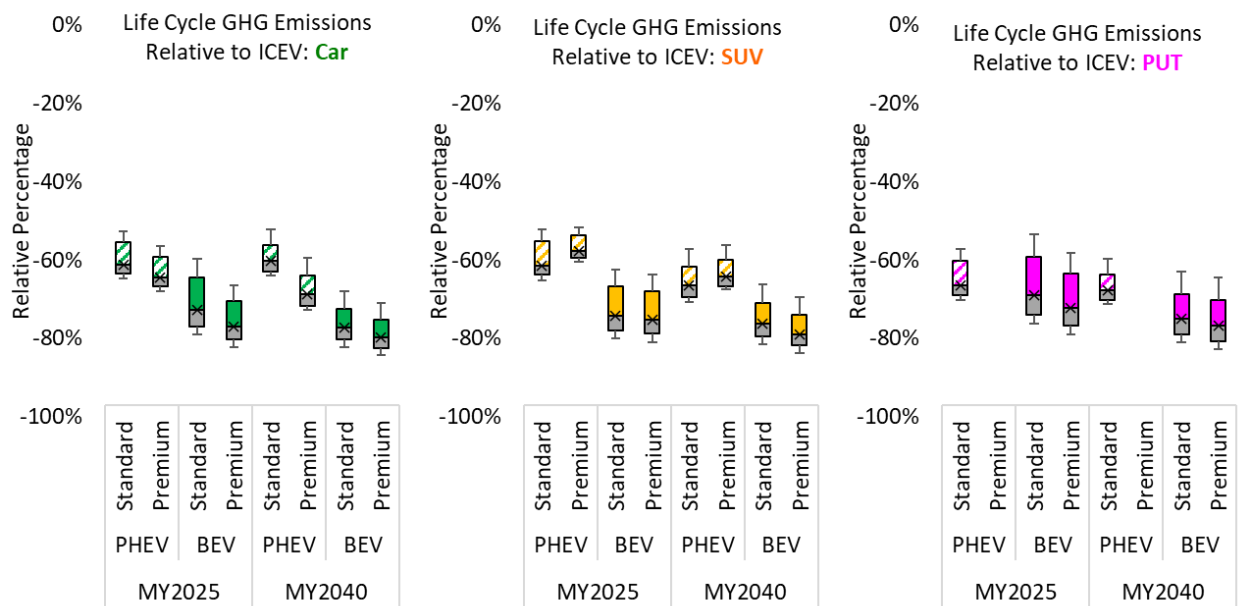 Life Cycle GHG Emissions
Relative to ICEV: Car
Relative Percentage
0%
-20%
-40%
-60%
-80%
-100%
Standard
Premium
Standard
Premium
Standard
Premium
Standard
Premium
PHEV
BEV
PHEV
BEV
MY2025
MY2040
Life Cycle GHG Emissions
Relative to ICEV: SUV
Relative Percentage
0%
-20%
-40%
-60%
-80%
-100%
Standard
Premium
Standard
Premium
Standard
Premium
Standard
Premium
PHEV
BEV
PHEV
BEV
MY2025
MY2040
Life Cycle GHG Emissions
Relative to ICEV: PUT
Relative Percentage
0%
-20%
-40%
-60%
-80%
-100%
Standard
Premium
Standard
Premium
Standard
Premium
Standard
Premium
PHEV
BEV
PHEV
BEV
MY2025
MY2040